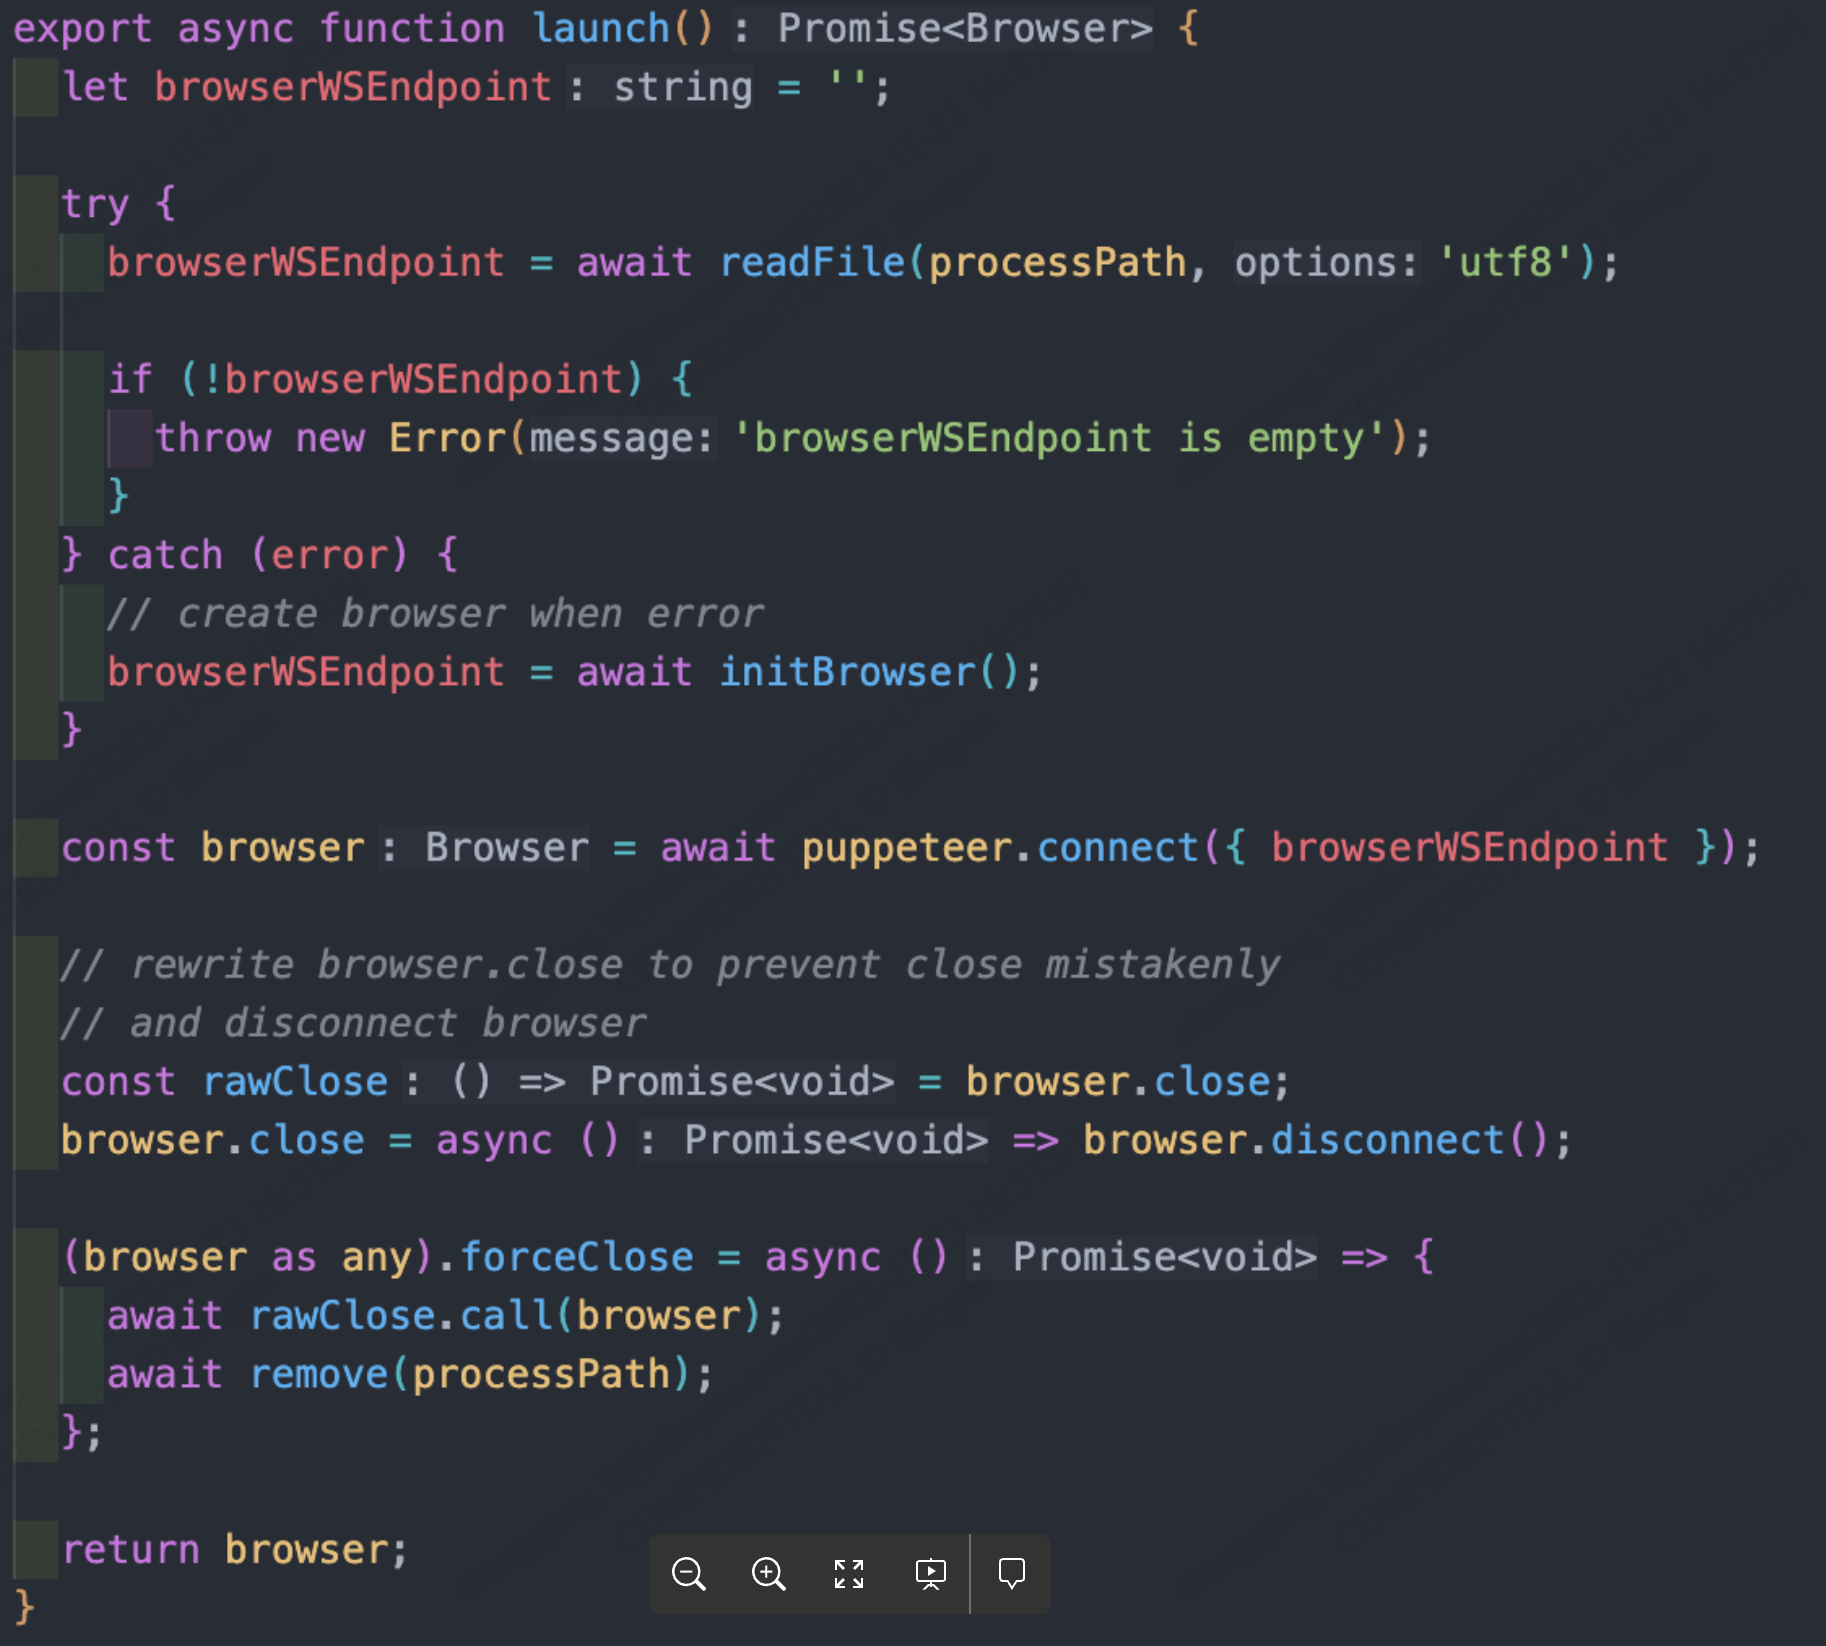 export async function launch(): Promise<Browser> {
let browserWSEndpoint: string = '';
try {
browserWSEndpoint = await readFile(processPath, options: 'utf8');
if (!browserWSEndpoint) {
throw new Error(message: 'browserWSEndpoint is empty');
}
} catch (error) {
// create browser when error
browserWSEndpoint = await initBrowser();
}
const browser: Browser = await puppeteer.connect({ browserWSEndpoint });
// rewrite browser.close to prevent close mistakenly
// and disconnect browser
const rawClose: () => Promise<void> = browser.close;
browser.close = async (): Promise<void> => browser.disconnect();
(browser as any).forceClose = async (): Promise<void> => {
await rawClose.call(browser);
await remove(processPath);
};
return browser;
}